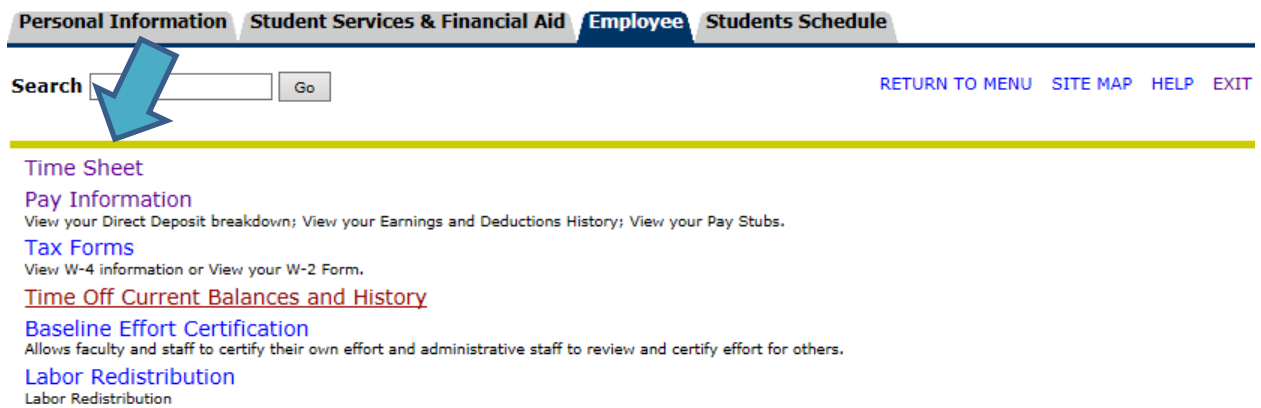 Personal Information Student Services & Financial Aid Employee Students Schedule
Search Go RETURN TO MENU SITE MAP HELP EXIT
Time Sheet
Pay Information
View your Direct Deposit breakdown; View your Earnings and Deductions History; View your Pay Stubs.
Tax Forms
View W-4 information or View your W-2 Form.
Time Off Current Balances and History
Baseline Effort Certification
Allows faculty and staff to certify their own effort and administrative staff to review and certify effort for others.
Labor Redistribution
Labor Redistribution